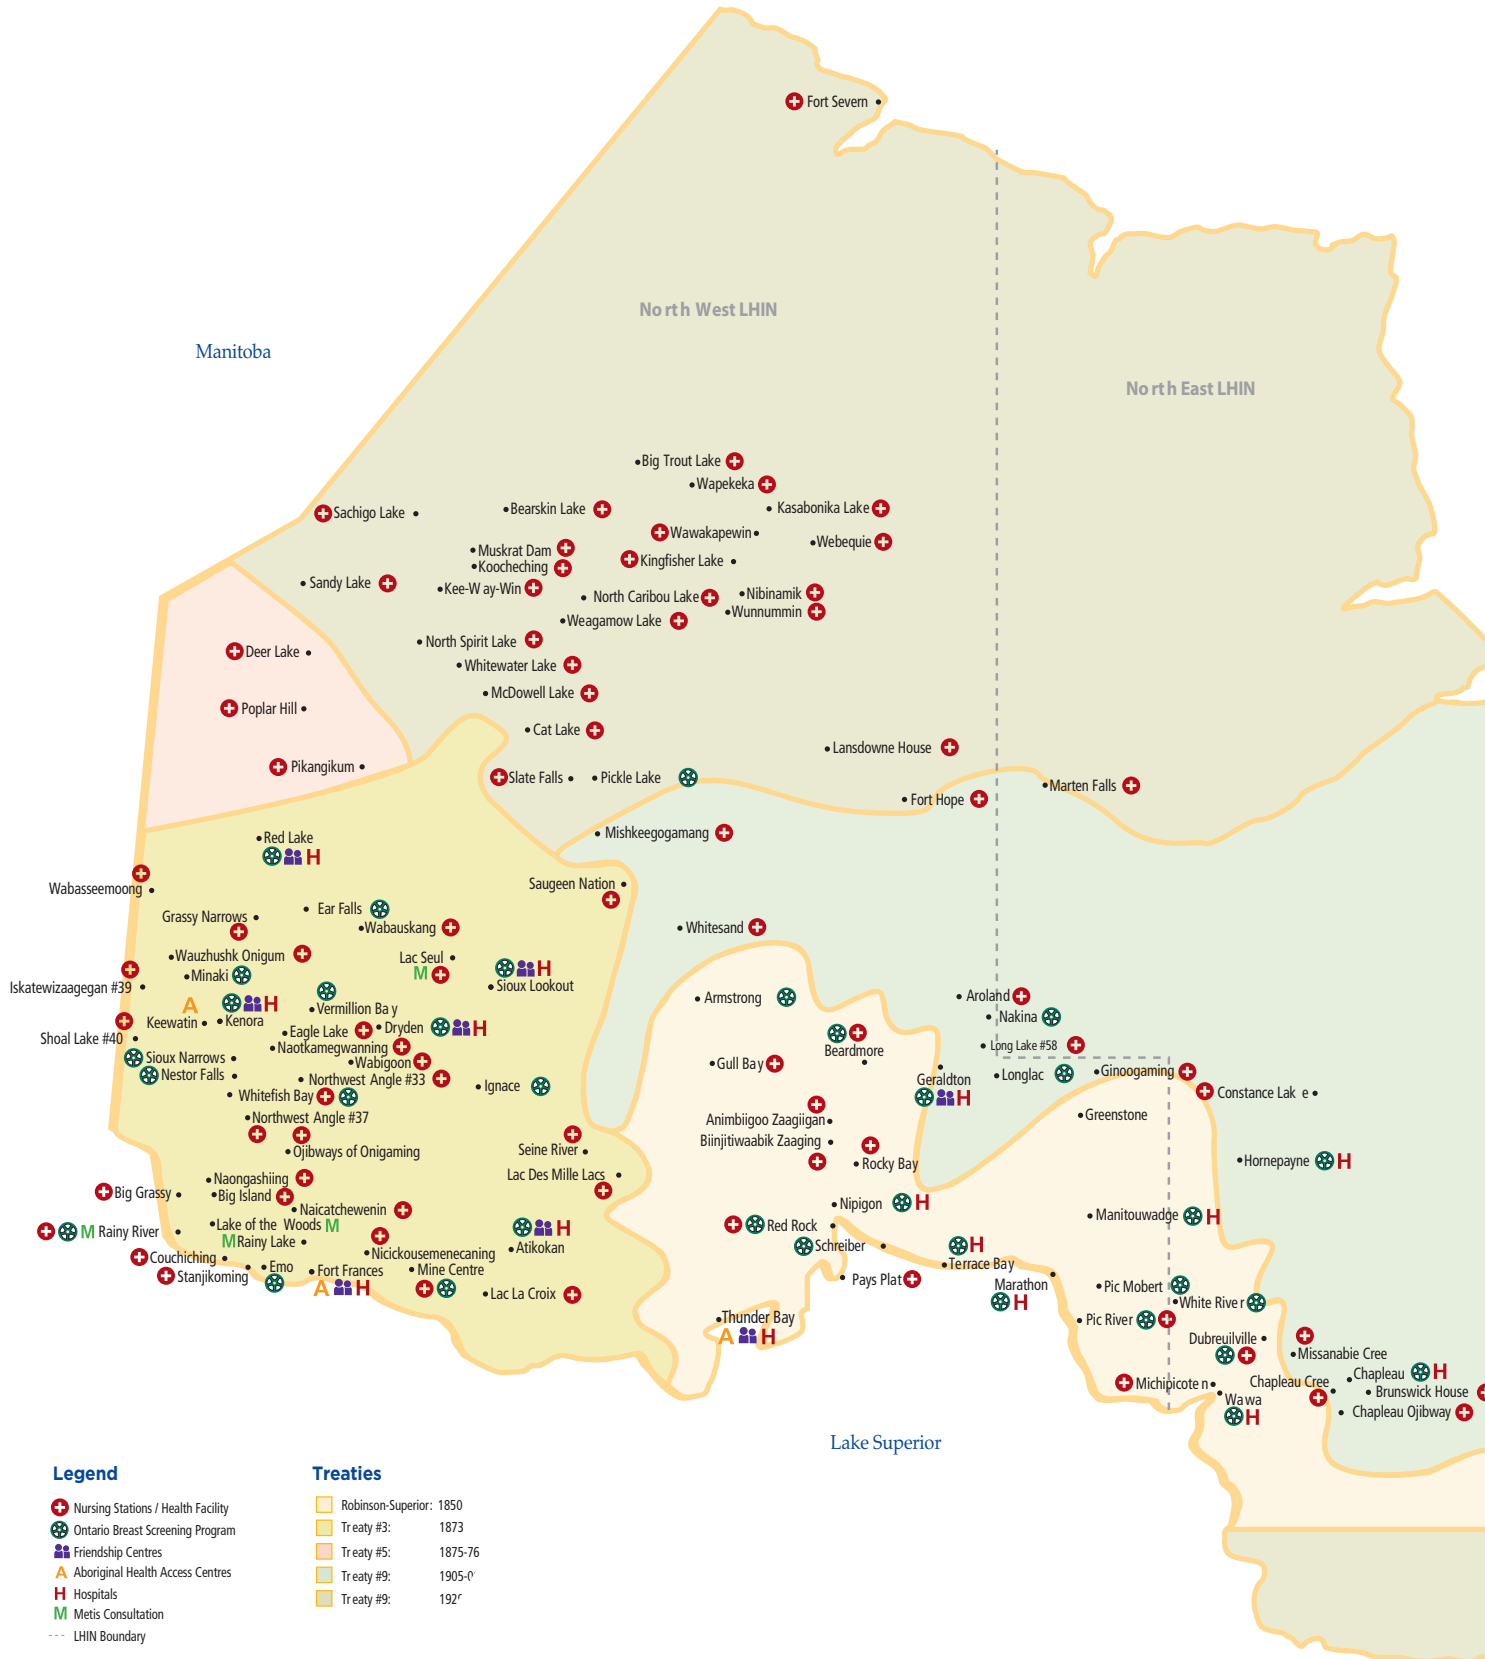 Fort Severn
North West LHIN
Manitoba
North East LHIN
Big Trout Lake
Wapekeka
Sachigo Lake
Bearskin Lake
Kasabonika Lake
Wawakapewin
Webequie
Muskrat Dam
Kingfisher Lake
Koocheching
Sandy Lake
Kee-Way-Win
North Caribou Lake
Nibinamik
Wunnummin
Weagamow Lake
North Spirit Lake
Deer Lake
Whitewater Lake
McDowell Lake
Poplar Hill
Cat Lake
Lansdowne House
Pikangikum
Slate Falls
Pickle Lake
Marten Falls
Fort Hope
Mishkeegogamang
Red Lake
H
Wabasseemoong
Saugeen Nation
Ear Falls
Grassy Narrows
Wabauskang
Whitesand
Wauzhushk Onigum
Lac Seul
M
H
Minaki
Iskatewizaagegan #39
Sioux Lookout
Armstrong
Aroland
A
H
Vermillion Bay
Nakina
Keewatin
Kenora
Eagle Lake
Dryden
H
Shoal Lake #40
Naotkamegwanning
Beardmore
Long Lake #58
Sioux Narrows
Wabigoon
Gull Bay
Nestor Falls
Northwest Angle #33
Ignace
Geraldton
H
Longlac
Ginoogaming
Constance Lake
Whitefish Bay
Northwest Angle #37
Animbiigoo Zaagiigan
Greenstone
Biinjitiwaabik Zaaging
Ojibways of Onigaming
Seine River
Rocky Bay
Hornepayne
H
Naongashiing
Lac Des Mille Lacs
Big Grassy
Big Island
Naicatchewenin
Nipigon
H
Manitouwadge
H
M
Rainy River
Lake of the Woods
M
H
Red Rock
M
Rainy Lake
Atikokan
Schreiber
H
Couchiching
Nicickousemenecaning
Terrace Bay
Stanjikoming
Emo
Fort Frances
Mine Centre
Pays Plat
Marathon
Pic Mobert
A
H
Lac La Croix
H
White River
Thunder Bay
A
H
Pic River
Dubreuilville
Missanabie Cree
Michipicoten
Chapleau Cree
Chapleau
H
Brunswick House
Wawa
H
Chapleau Ojibway
Lake Superior
Legend
Nursing Stations / Health Facility
Ontario Breast Screening Program
Friendship Centres
A Aboriginal Health Access Centres
H Hospitals
M Metis Consultation
LHIN Boundary
Treaties
Robinson-Superior: 1850
Treaty #3: 1873
Treaty #5: 1875-76
Treaty #9:
Treaty #9: